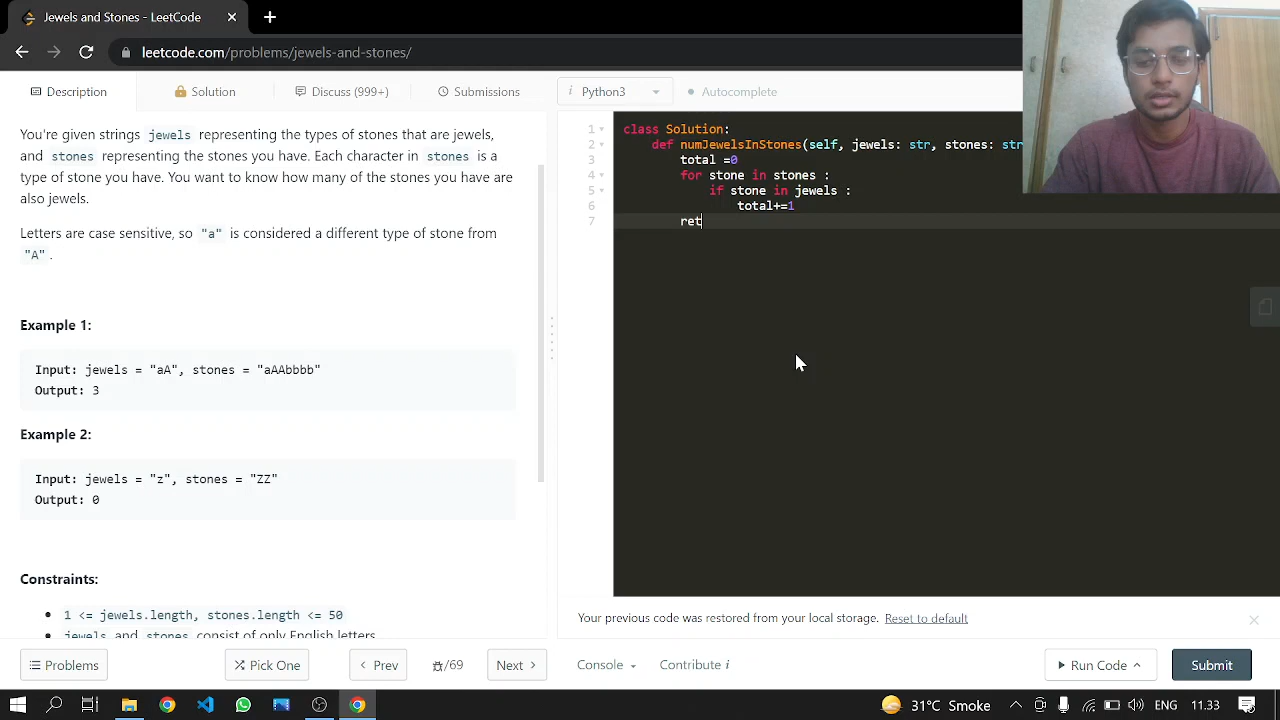 Jewels and Stones - LeetCode
leetcode.com/problems/jewels-and-stones/
Description
Solution
Discuss (999+)
Submissions
i Python3
Autocomplete
You're given strings jewels representing the types of stones that are jewels,
and stones representing the stones you have. Each character in stones is a
type of stone you have. You want to know how many of the stones you have are
also jewels.
Letters are case sensitive, so "a" is considered a different type of stone from
"A".
Example 1:
Input: jewels = "aA", stones = "aAAbbbb"
Output: 3
Example 2:
Input: jewels = "z", stones = "ZZ"
Output: 0
Constraints:
1 <= jewels.length, stones.length <= 50
jewels and stones consist of only English letters
1 class Solution:
2 def numJewelsInStones(self, jewels: str, stones: str
3 total =0
4 for stone in stones :
5 if stone in jewels :
6 total+=1
7 ret
Your previous code was restored from your local storage. Reset to default
Problems
Pick One
Prev
/69
Next
Console
Contribute i
Run Code
Submit
31°C Smoke
ENG
11.33